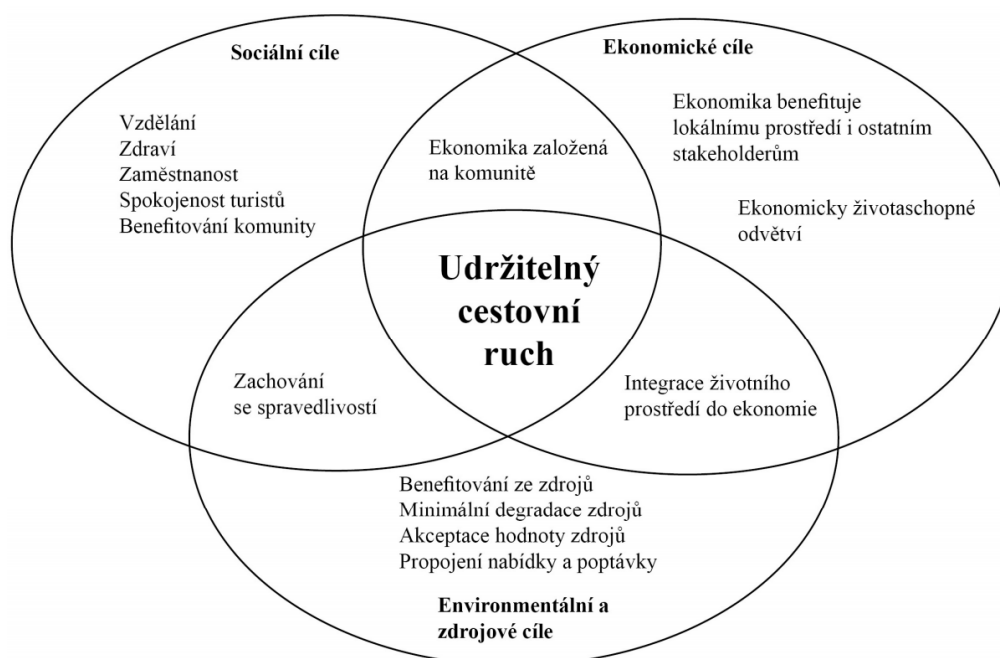 Sociální cíle
Ekonomické cíle
Vzdělání
Zdraví
Zaměstnanost
Spokojenost turistů
Benefitování komunity
Ekonomika založená
na komunitě
Ekonomika benefituje
lokálnímu prostředí i ostatním
stakeholderům
Ekonomicky životaschopné
odvětví
Udržitelný
cestovní
ruch
Zachování
se spravedlivostí
Integrace životního
prostředí do ekonomie
Benefitování ze zdrojů
Minimální degradace zdrojů
Akceptace hodnoty zdrojů
Propojení nabídky a poptávky
Environmentální a
zdrojové cíle